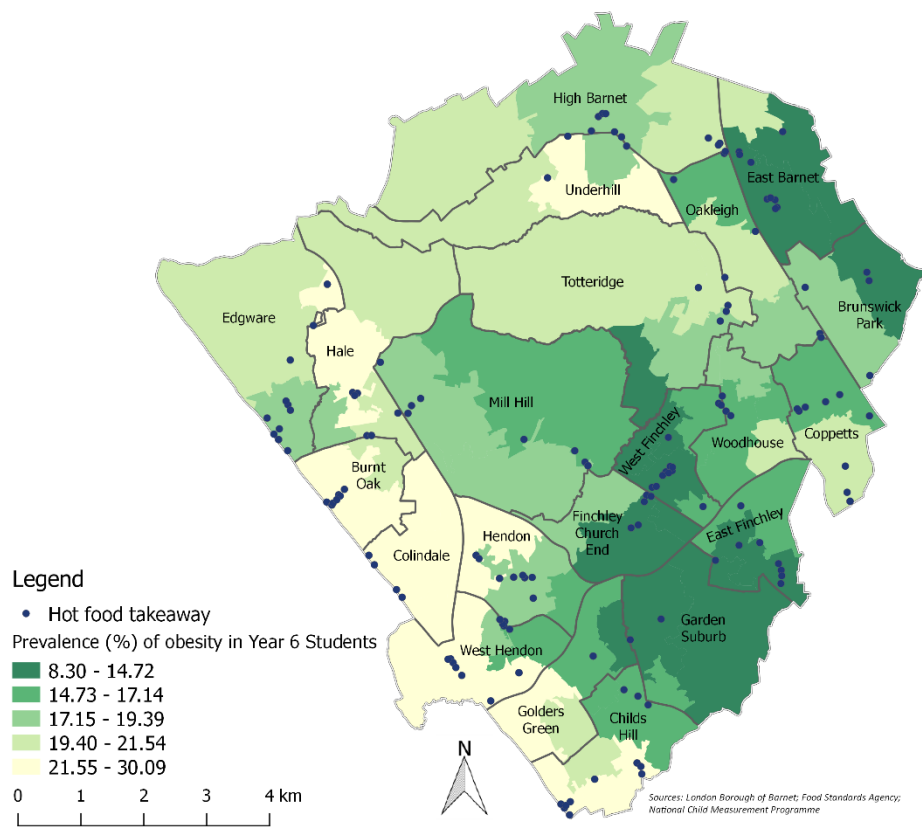 High Barnet
East Barnet
Underhill
Oakleigh
Totteridge
Edgware
Brunswick
Park
Hale
Mill Hill
West Finchley
Woodhouse
Coppetts
Burnt
Oak
Finchley
Church
End
East Finchley
Hendon
Colindale
Garden
Suburb
West Hendon
Golders
Green
Childs
Hill
Legend
Hot food takeaway
Prevalence (%) of obesity in Year 6 Students
8.30 - 14.72
14.73 - 17.14
17.15 - 19.39
19.40 - 21.54
21.55 - 30.09
0 1 2 3 4 km
N
Sources: London Borough of Barnet; Food Standards Agency;
National Child Measurement Programme